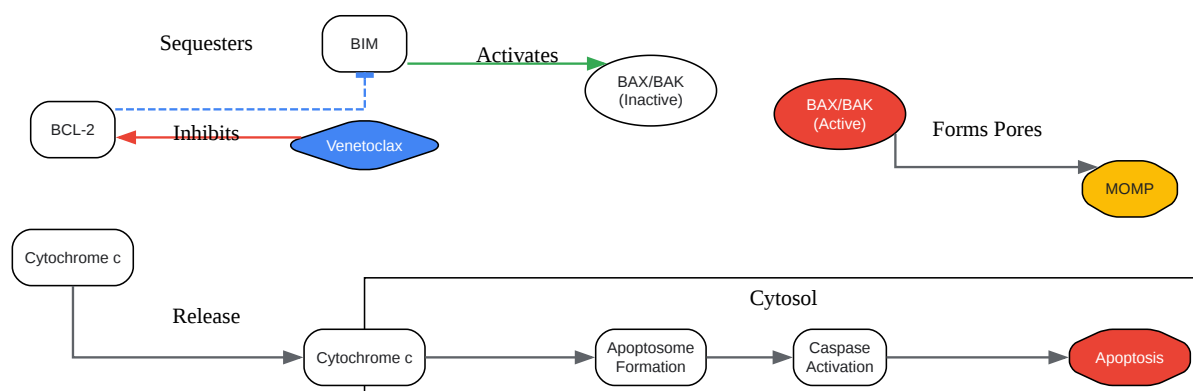 Sequesters
BIM
Activates
BAX/BAK
(Inactive)
BAX/BAK
(Active)
Forms Pores
BCL-2
Inhibits
Venetoclax
MOMP
Cytochrome c
Release
Cytosol
Cytochrome c
Apoptosome
Formation
Caspase
Activation
Apoptosis